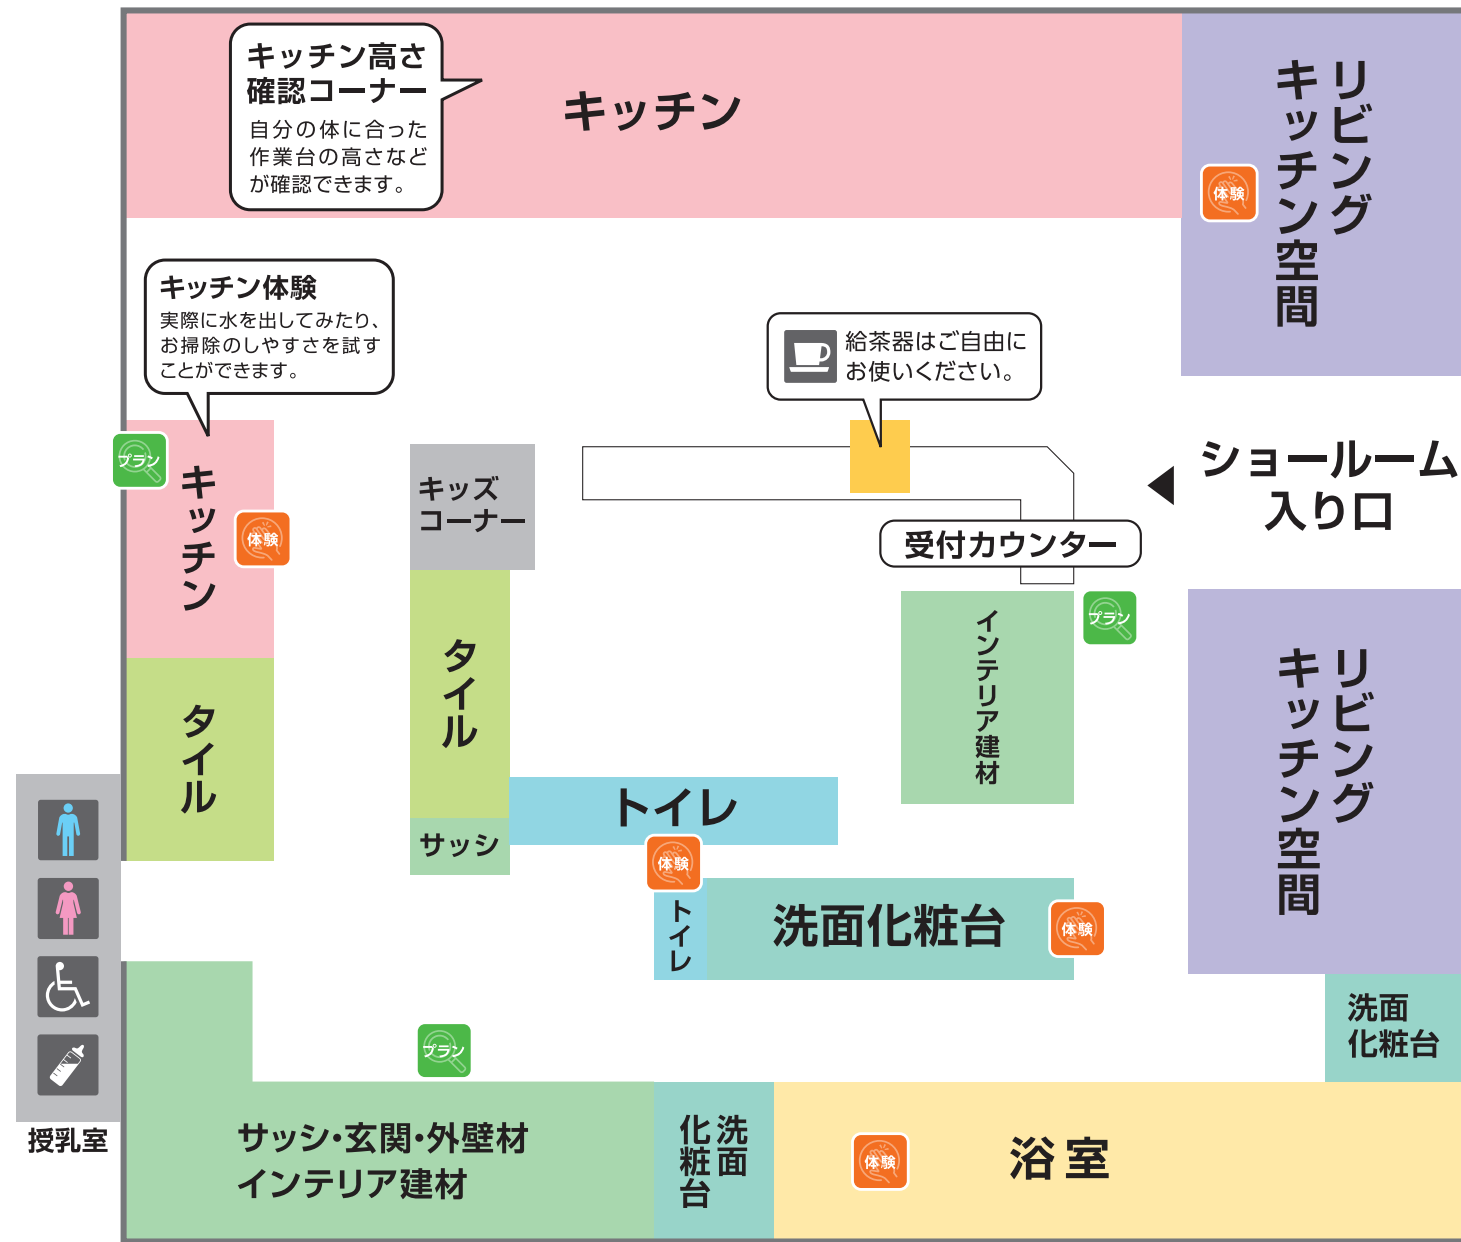 キッチン高さ
確認コーナー
自分の体に合った
作業台の高さなど
が確認できます。
キッチン
リビング
キッチン空間
体験
キッチン体験
実際に水を出してみたり、
お掃除のしやすさを試す
ことができます。
給茶器はご自由に
お使いください。
プラン
キッチン
体験
キッズ
コーナー
ショールーム
入り口
受付カウンター
プラン
インテリア建材
リビング
キッチン空間
タイル
タイル
サッシ
トイレ
体験
トイレ
洗面化粧台
体験
洗面
化粧台
授乳室
プラン
サッシ・玄関・外壁材
インテリア建材
洗面
化粧台
体験
浴室